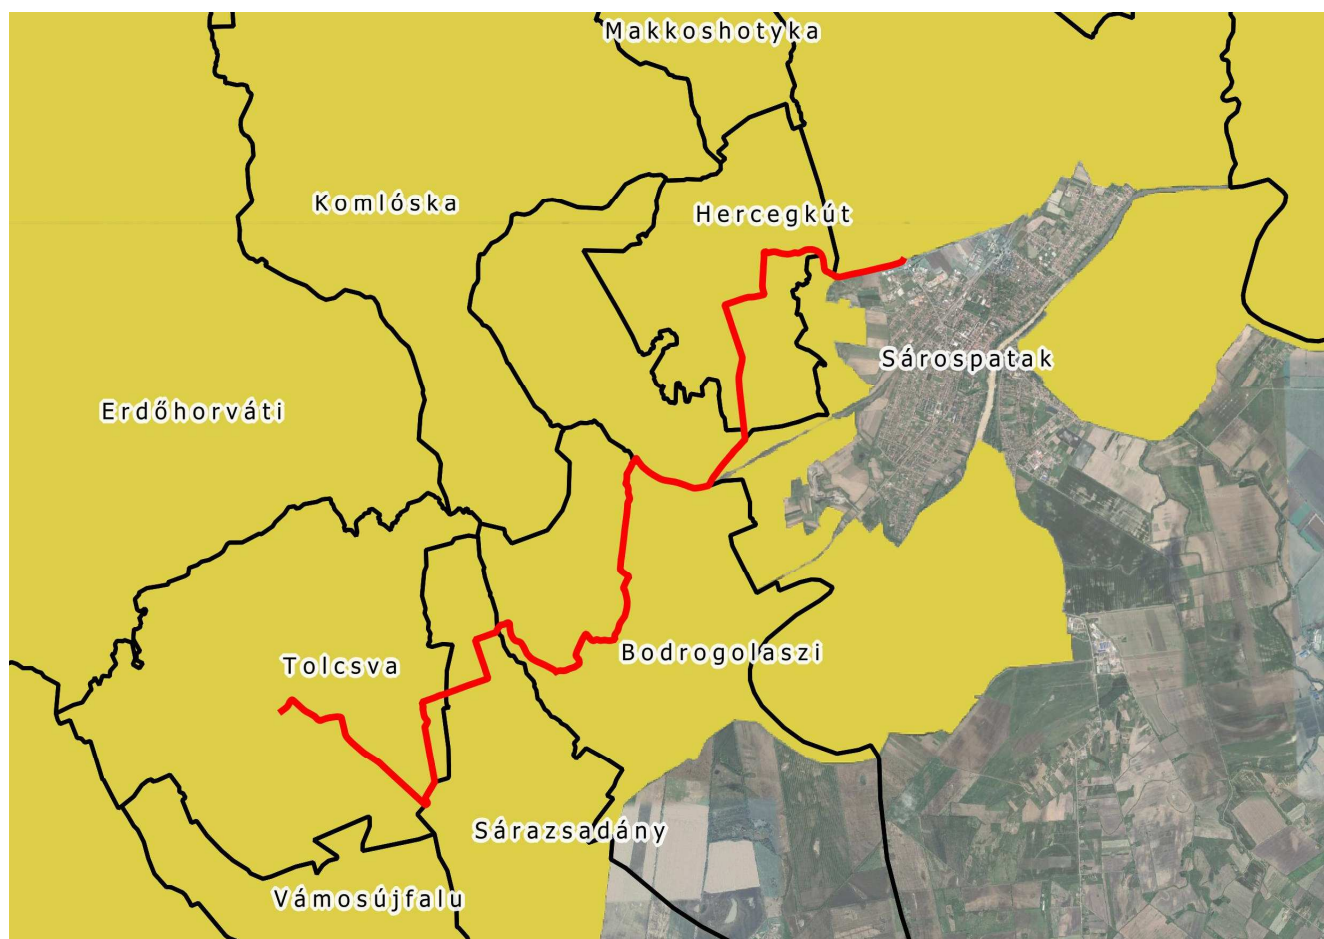 Makkoshotyka
Komlóska
Hercegkút
Sárospatak
Erdőhorváti
Bodrogolaszi
Tolcsva
Sárazsadány
Vámosújfalu